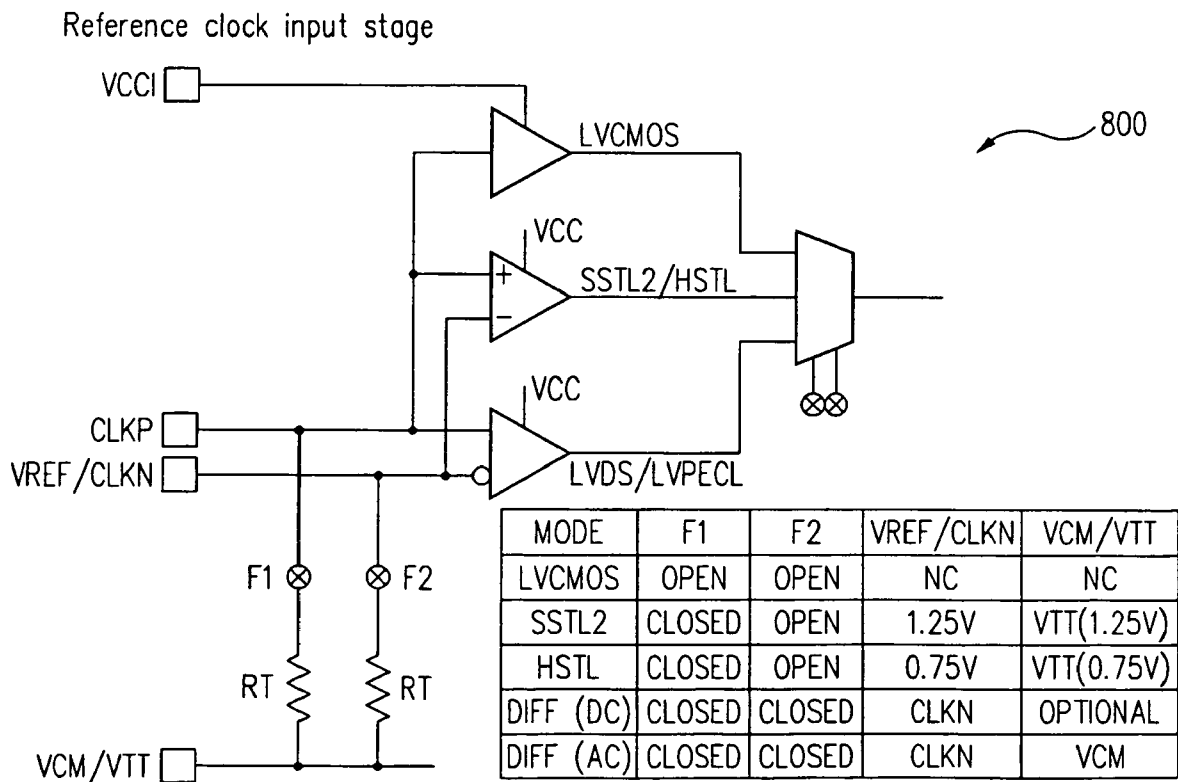 Reference clock input stage
VCCI
LVCMOS
800
VCC
+
SSTL2/HSTL
−
VCC
CLKP
VREF/CLKN
LVDS/LVPECL
F1
F2
RT
RT
VCM/VTT
MODE F1 F2 VREF/CLKN VCM/VTT
LVCMOS OPEN OPEN NC NC
SSTL2 CLOSED OPEN 1.25V VTT(1.25V)
HSTL CLOSED OPEN 0.75V VTT(0.75V)
DIFF (DC) CLOSED CLOSED CLKN OPTIONAL
DIFF (AC) CLOSED CLOSED CLKN VCM